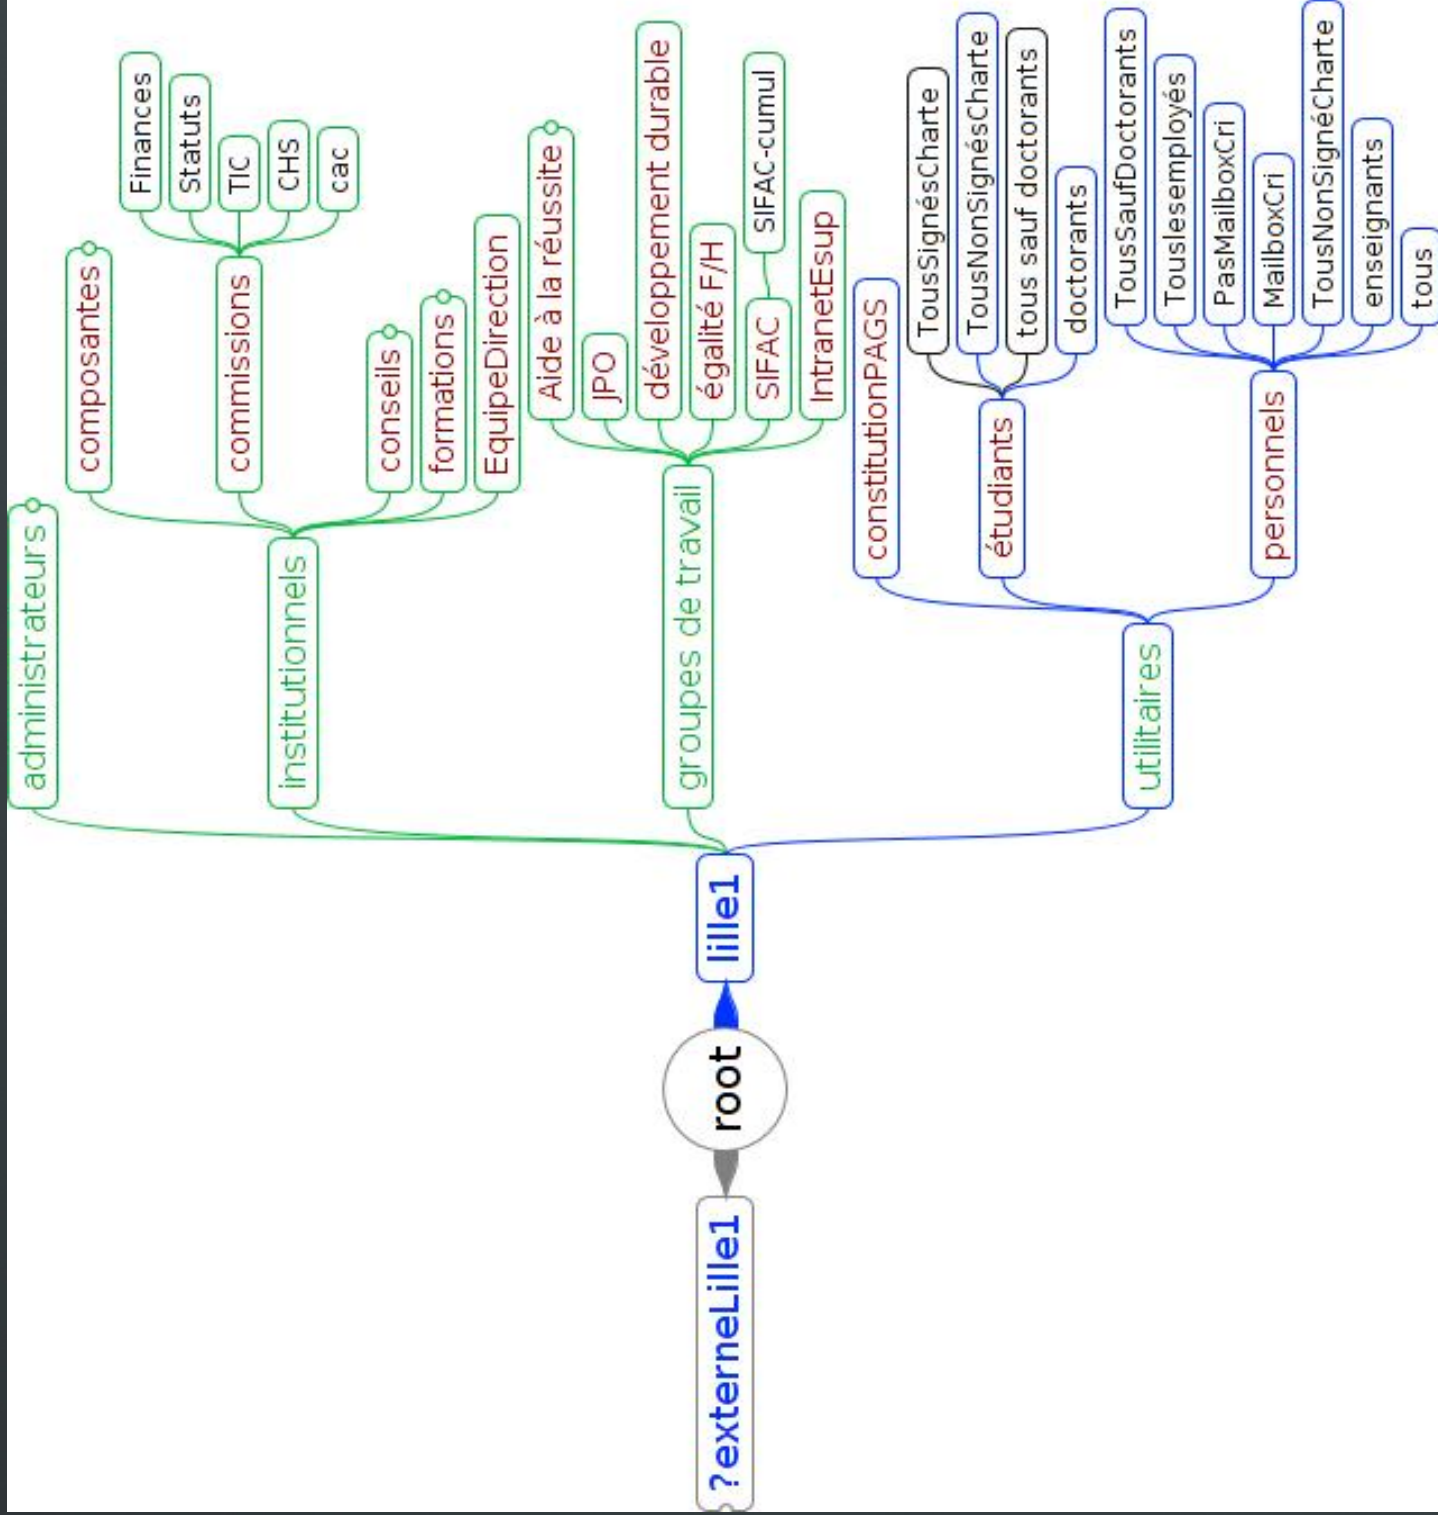 administrateurs
composantes
Finances
Statuts
TIC
CHS
cac
commissions
conseils
formations
EquipeDirection
institutionnels
Aide à la réussite
JPO
développement durable
égalité F/H
SIFAC-cumul
SIFAC
IntranetEsup
groupes de travail
constitutionPAGS
TousSignésCharte
TousNonSignésCharte
tous sauf doctorants
doctorants
étudiants
TousSaufDoctorants
Touslesemployés
PasMailboxCri
MailboxCri
TousNonSignéCharte
enseignants
tous
personnels
utilitaires
lille1
root
?externeLille1